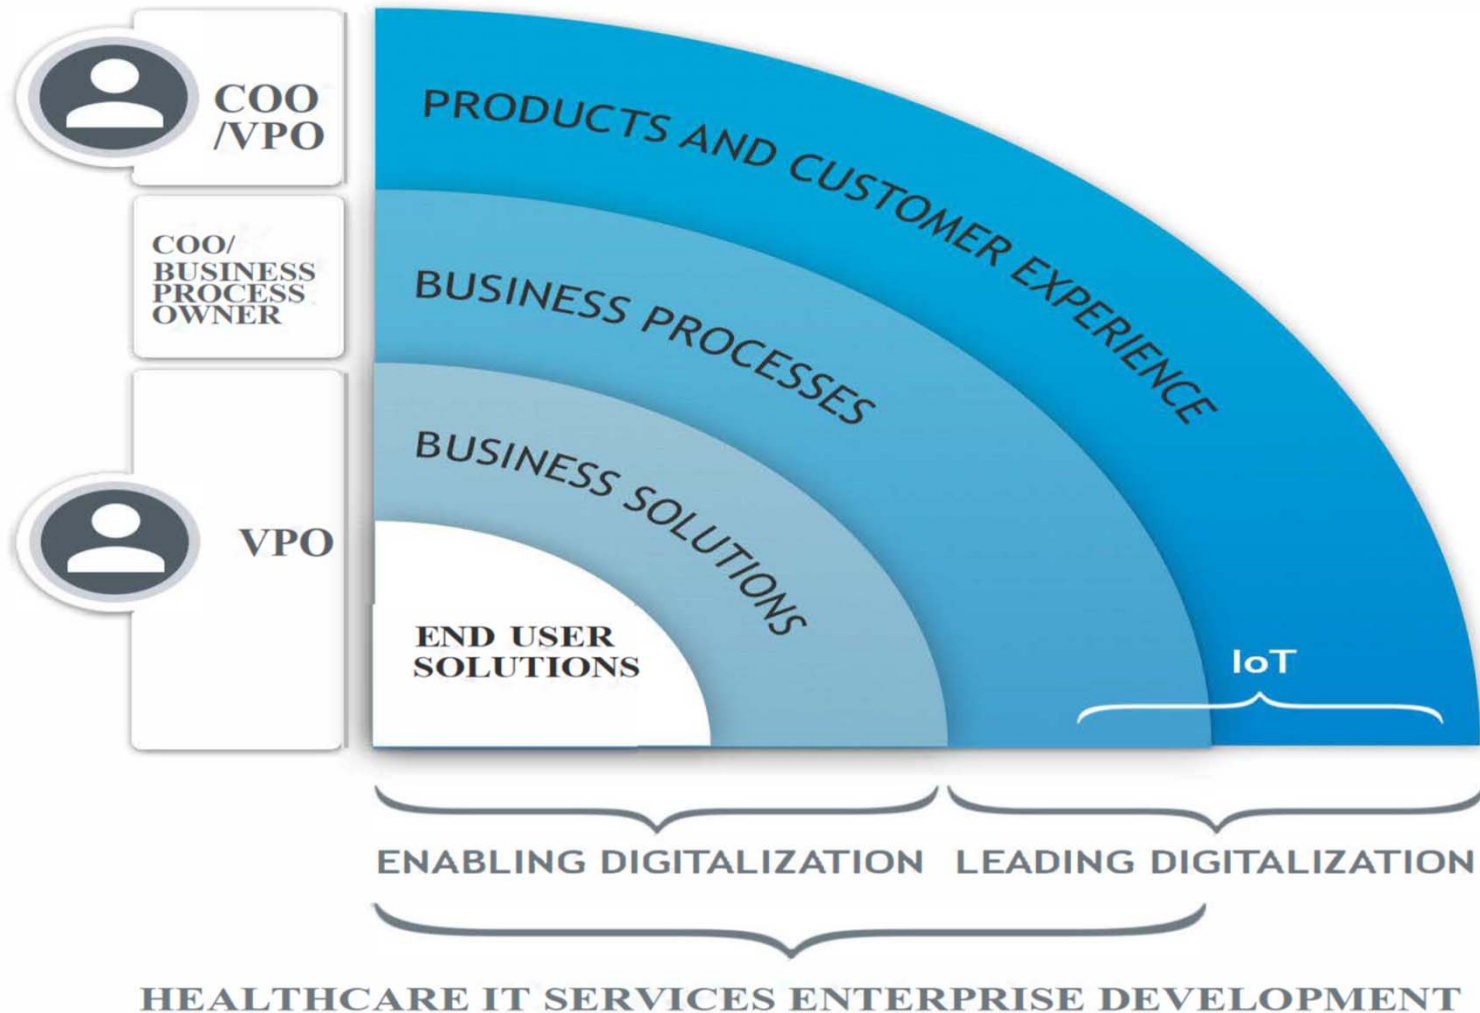 COO
/VPO
PRODUCTS AND CUSTOMER EXPERIENCE
COO/
BUSINESS
PROCESS
OWNER
BUSINESS PROCESSES
BUSINESS SOLUTIONS
VPO
END USER
SOLUTIONS
IoT
ENABLING DIGITALIZATION
LEADING DIGITALIZATION
HEALTHCARE IT SERVICES ENTERPRISE DEVELOPMENT